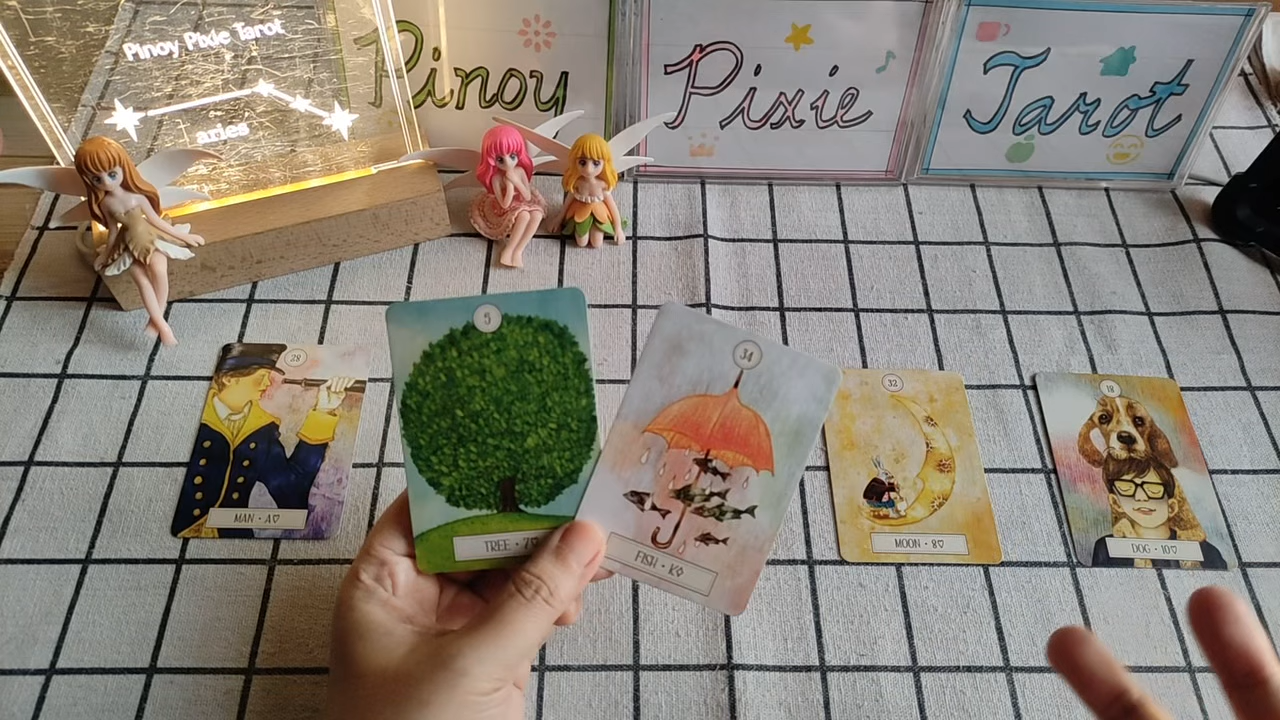 Pinoy Pixie Tarot
aries
Pinoy
Pixie
Tarot
28
MAN • A♡
5
TREE • 7♡
34
FISH • K◇
32
MOON • 8♡
18
DOG • 10♡